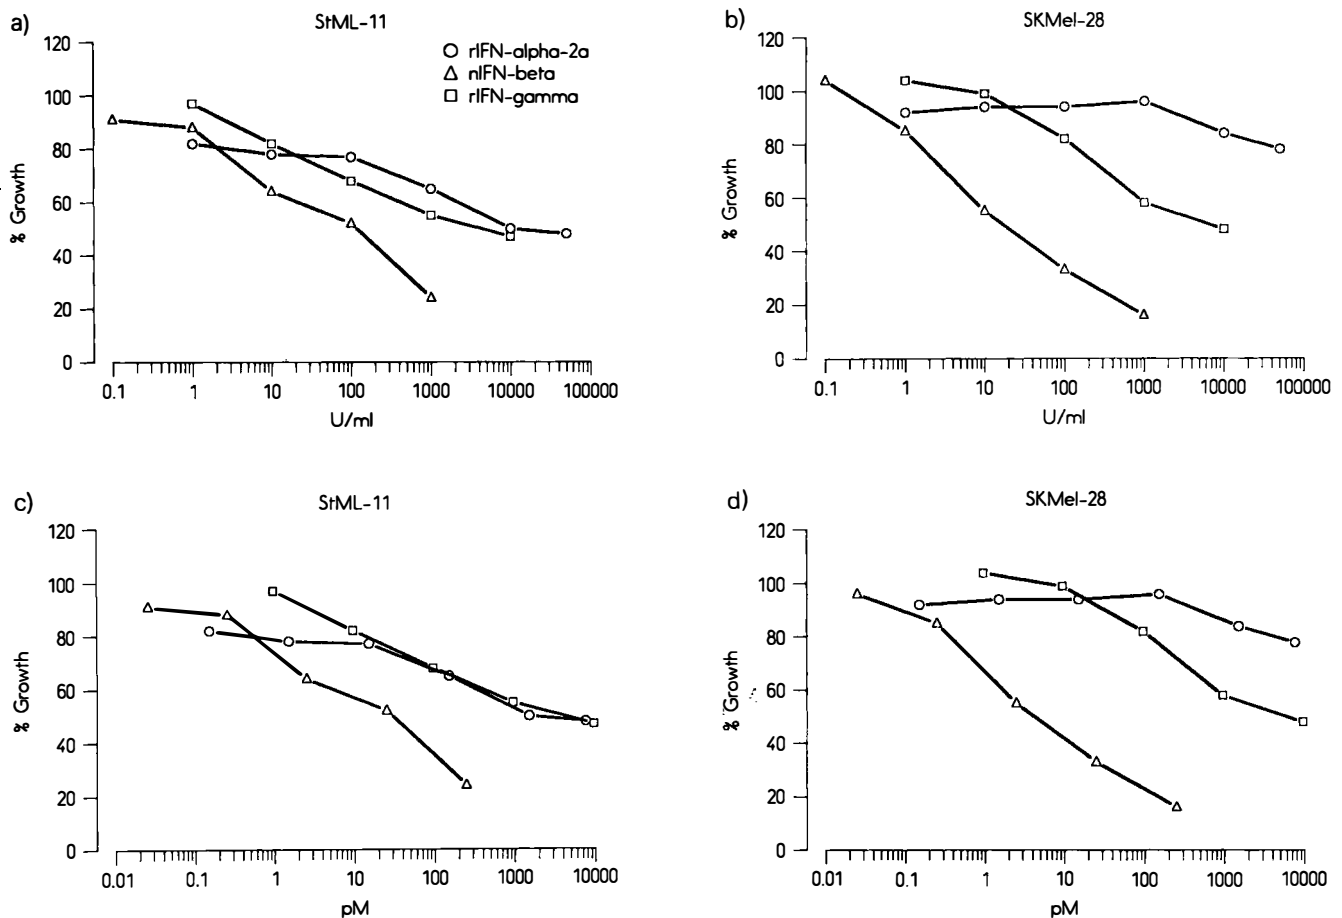 a)
StML-11
○ rIFN-alpha-2a
△ nIFN-beta
□ rIFN-gamma
% Growth
120
100
80
60
40
20
0
0.1 1 10 100 1000 10000 100000
U/ml
b)
SKMel-28
% Growth
120
100
80
60
40
20
0
0.1 1 10 100 1000 10000 100000
U/ml
c)
StML-11
% Growth
120
100
80
60
40
20
0
0.01 0.1 1 10 100 1000 10000
pM
d)
SKMel-28
% Growth
120
100
80
60
40
20
0
0.01 0.1 1 10 100 1000 10000
pM